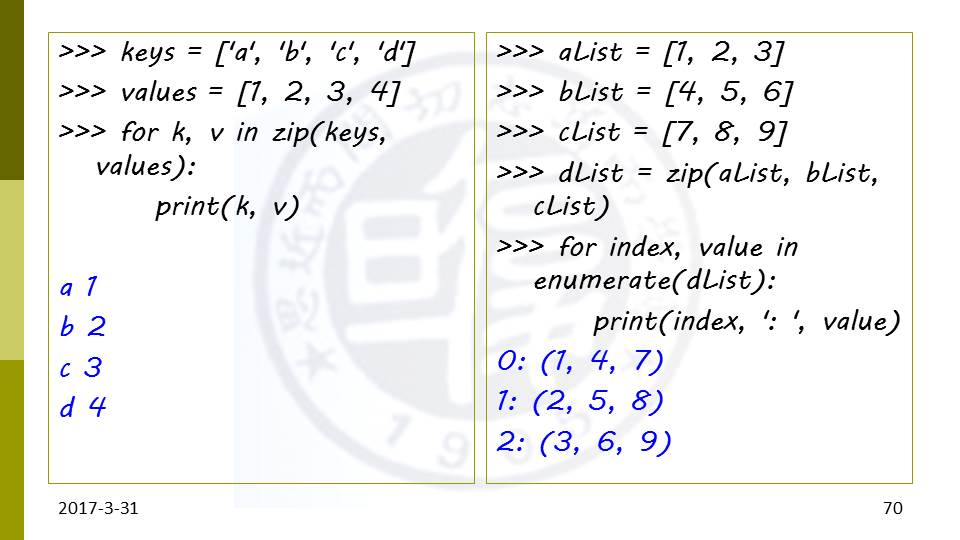 >>> keys = ['a', 'b', 'c', 'd']
>>> values = [1, 2, 3, 4]
>>> for k, v in zip(keys,
values):
print(k, v)
a 1
b 2
c 3
d 4
>>> aList = [1, 2, 3]
>>> bList = [4, 5, 6]
>>> cList = [7, 8, 9]
>>> dList = zip(aList, bList,
cList)
>>> for index, value in
enumerate(dList):
print(index, ': ', value)
0: (1, 4, 7)
1: (2, 5, 8)
2: (3, 6, 9)
2017-3-31
70